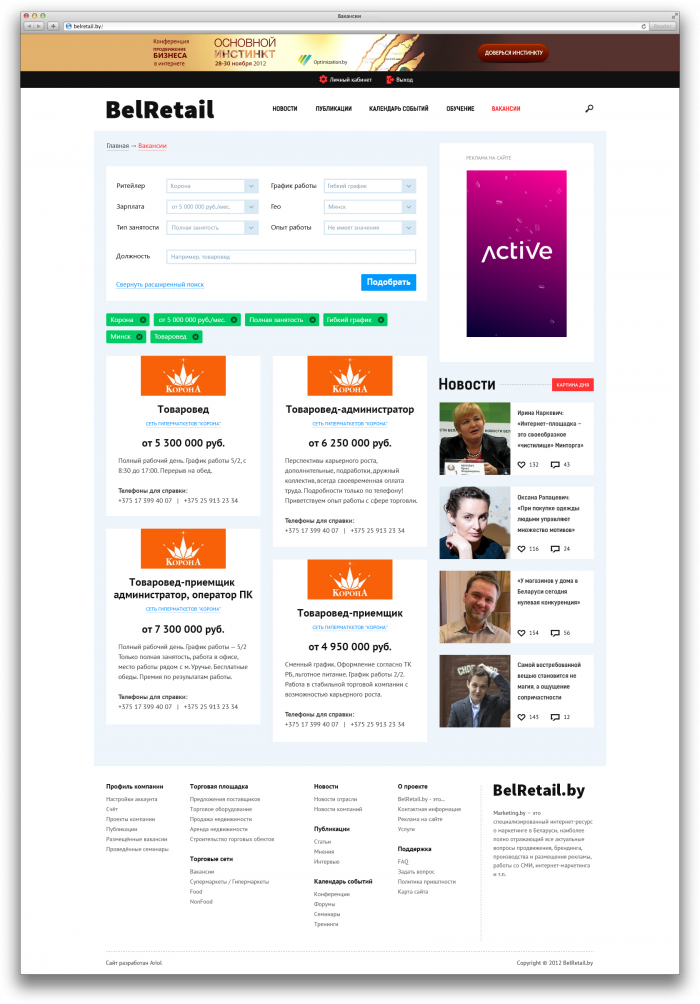 Вакансии
belretail.by/
Reader
Конференция
ПРОДВИЖЕНИЕ
БИЗНЕСА
в интернете
ОСНОВНОЙ
ИНСТИНКТ
28-30 ноября 2012
Optimization.by
ДОВЕРЬСЯ ИНСТИНКТУ
Личный кабинет
Выход
BelRetail
НОВОСТИ
ПУБЛИКАЦИИ
КАЛЕНДАРЬ СОБЫТИЙ
ОБУЧЕНИЕ
ВАКАНСИИ
Главная → Вакансии
Ритейлер
Корона
График работы
Гибкий график
Зарплата
от 5 000 000 руб./мес.
Гео
Минск
Тип занятости
Полная занятость
Опыт работы
Не имеет значения
Должность
Например, товаровед
Свернуть расширенный поиск
Подобрать
Корона
от 5 000 000 руб./мес.
Полная занятость
Гибкий график
Минск
Товаровед
КОРОНА
Товаровед
СЕТЬ ГИПЕРМАТКЕТОВ "КОРОНА"
от 5 300 000 руб.
Полный рабочий день. График работы 5/2, с
8:30 до 17:00. Перерыв на обед.
Телефоны для справки:
+375 17 399 40 07 | +375 25 913 23 34
КОРОНА
Товаровед-администратор
СЕТЬ ГИПЕРМАТКЕТОВ "КОРОНА"
от 6 250 000 руб.
Перспективы карьерного роста,
дополнительные, подработки, дружный
коллектив, всегда своевременная оплата
труда. Подробности только по телефону!
Приветствуем опыт работы с сфере торговли.
Телефоны для справки:
+375 17 399 40 07 | +375 25 913 23 34
КОРОНА
Товаровед-приемщик
администратор, оператор ПК
СЕТЬ ГИПЕРМАТКЕТОВ "КОРОНА"
от 7 300 000 руб.
Полный рабочий день. График работы – 5/2
Только полная занятость, работа в офисе,
место работы рядом с м. Уручье. Бесплатные
обеды. Премия по результатам работы.
Телефоны для справки:
+375 17 399 40 07 | +375 25 913 23 34
КОРОНА
Товаровед-приемщик
СЕТЬ ГИПЕРМАТКЕТОВ "КОРОНА"
от 4 950 000 руб.
Сменный график. Оформление согласно ТК
РБ, льготное питание. График работы 2/2.
Работа в стабильной торговой компании с
возможностью карьерного роста.
Телефоны для справки:
+375 17 399 40 07 | +375 25 913 23 34
РЕКЛАМА НА САЙТЕ
ACTIVE
Новости
КАРТИНА ДНЯ
Ирина Наркевич:
«Интернет-площадка –
это своеобразное
«чистилище» Минторга»
132
43
Оксана Рапацевич:
«При покупке одежды
людьми управляют
множество мотивов»
116
24
«У магазинов у дома в
Беларуси сегодня
нулевая конкуренция»
154
56
Самой востребованной
вещью становится не
магия, а ощущение
сопричастности
143
12
Профиль компании
Настройки аккаунта
Счёт
Проекты компании
Публикации
Размещённые вакансии
Проведённые семинары
Торговая площадка
Предложения поставщиков
Торговое оборудование
Продажа недвижимости
Аренда недвижимости
Строительство торговых обектов
Торговые сети
Вакансии
Супермаркеты / Гипермаркеты
Food
NonFood
Новости
Новости отрасли
Новости компаний
Публикации
Статьи
Мнения
Интервью
Календарь событий
Конференции
Форумы
Семинары
Тренинги
О проекте
BelRetail.by – это...
Контактная информация
Реклама на сайте
Услуги
Поддержка
FAQ
Задать вопрос
Политика приватности
Карта сайта
BelRetail.by
Marketing.by – это
специализированный интернет-ресурс
о маркетинге в Беларуси, наиболее
полно отражающий все актуальные
вопросы продвижения, брендинга,
производства и размещения рекламы,
работы со СМИ, интернет-маркетинга
и т.п.
Сайт разработан Artol
Copyright © 2012 BelRetail.by